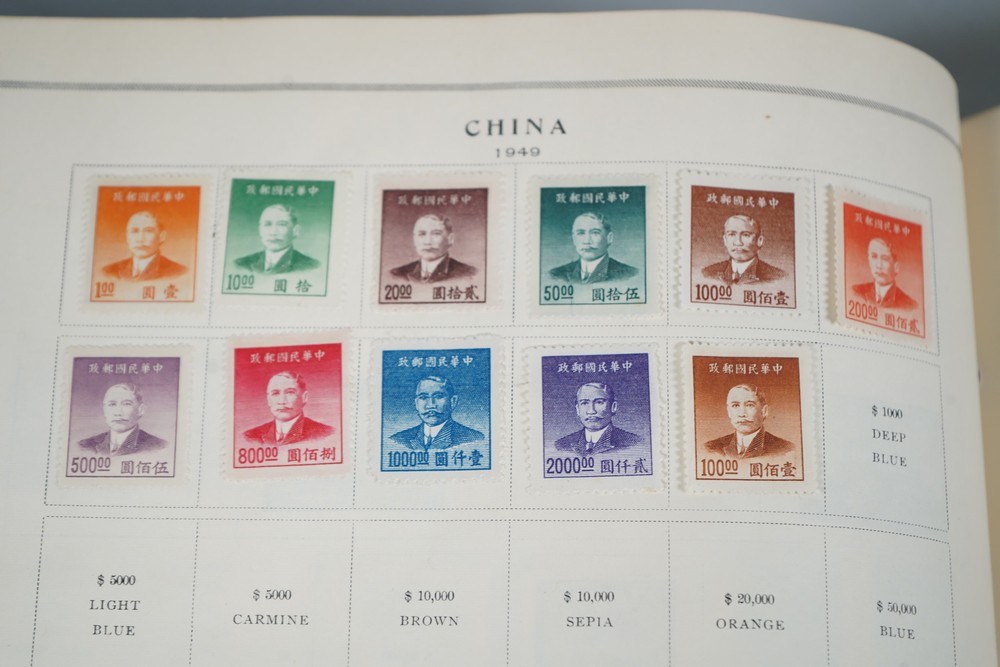 CHINA
1949
政郵國民華中
1 00 圓壹
政郵國民華中
10 00 圓拾
政郵國民華中
20 00 圓拾貳
政郵國民華中
50 00 圓拾伍
政郵國民華中
100 00 圓佰壹
政郵國民華中
200 00 圓佰貳
政郵國民華中
500 00 圓佰伍
政郵國民華中
800 00 圓佰捌
政郵國民華中
1000 00 圓仟壹
政郵國民華中
2000 00 圓仟貳
政郵國民華中
100 00 圓佰壹
$ 1000
DEEP
BLUE
$ 5000
LIGHT
BLUE
$ 5000
CARMINE
$ 10,000
BROWN
$ 10,000
SEPIA
$ 20,000
ORANGE
$ 50,000
BLUE